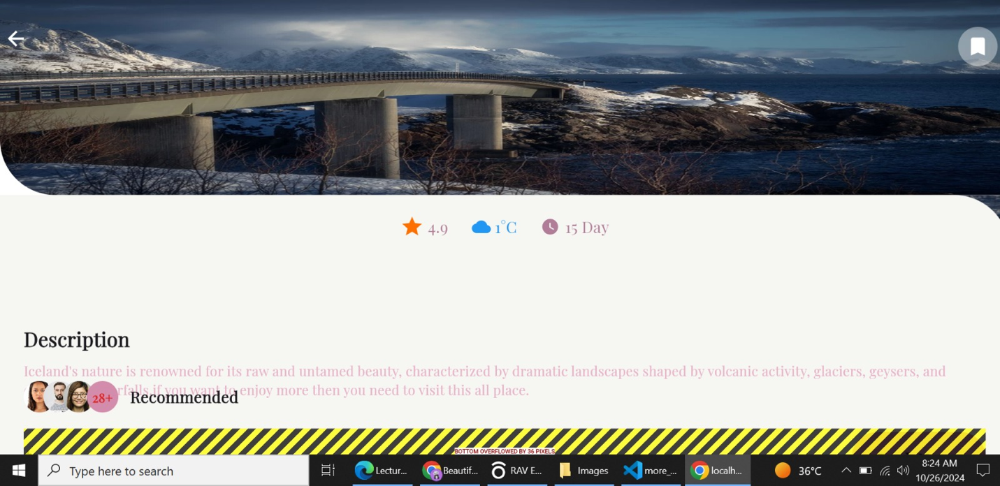 4.9 1°C 15 Day
Description
Iceland's nature is renowned for its raw and untamed beauty, characterized by dramatic landscapes shaped by volcanic activity, glaciers, geysers, and
rfalls if you want to enjoy more then you need to visit this all place.
28+ Recommended
BOTTOM OVERFLOWED BY 36 PIXELS
Type here to search Lectur... Beautif... RAV E... Images more_... localh... 36°C 8:24 AM
10/26/2024